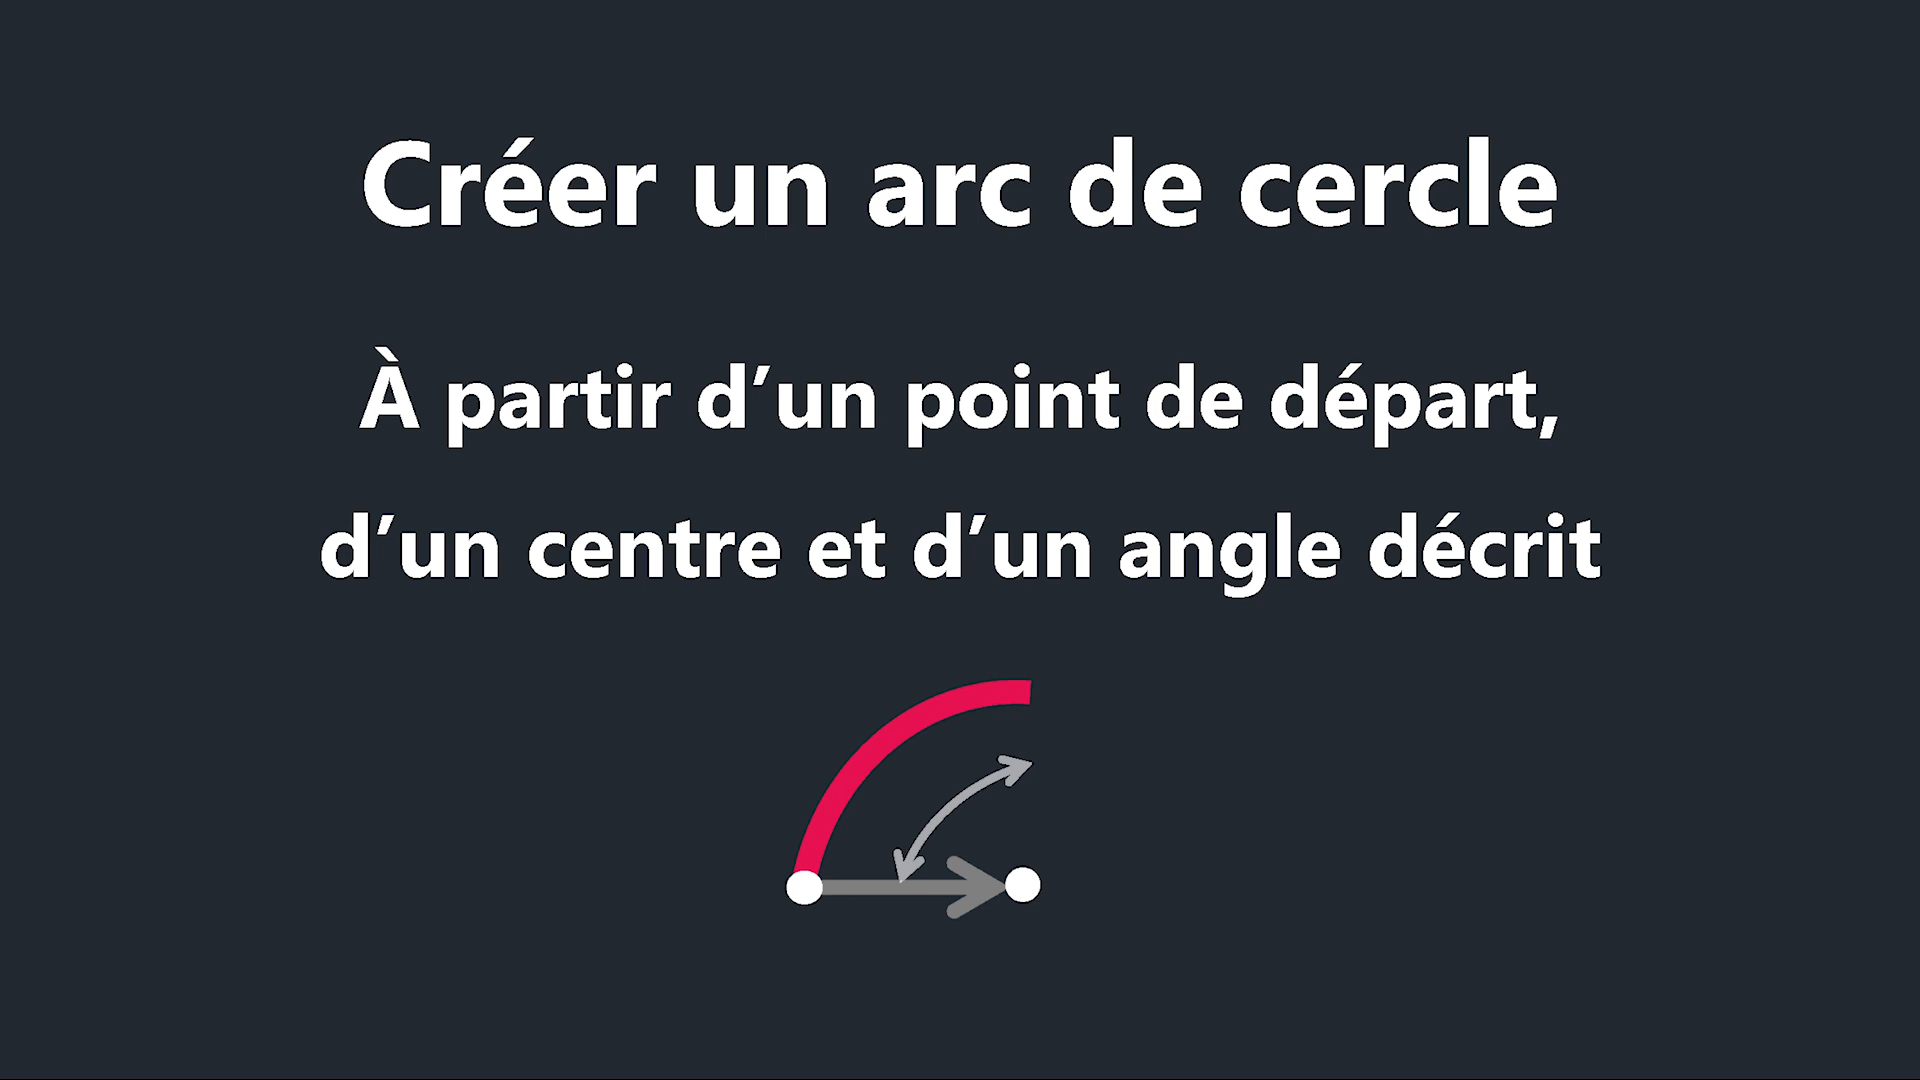 Créer un arc de cercle
À partir d’un point de départ,
d’un centre et d’un angle décrit